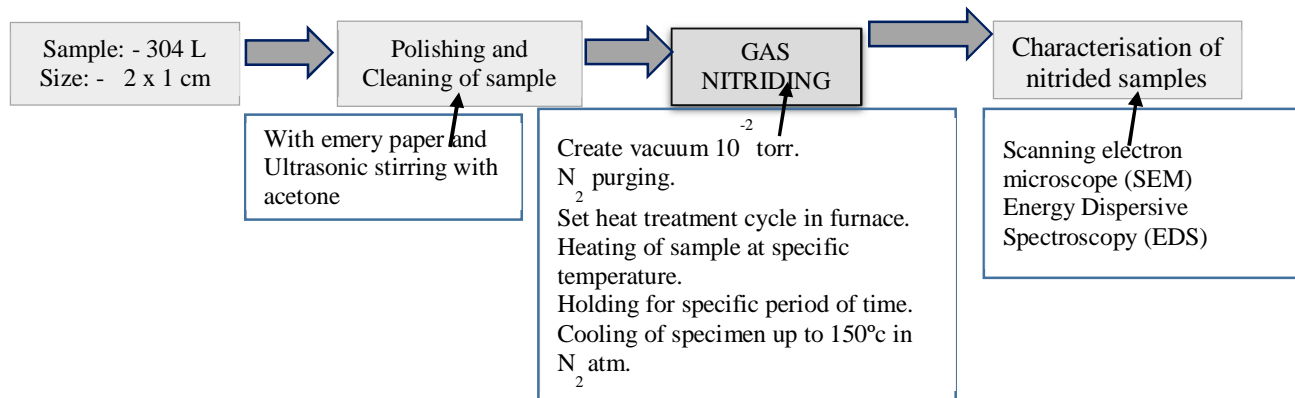 Sample: - 304 L
Size: - 2 x 1 cm
Polishing and
Cleaning of sample
GAS
NITRIDING
Characterisation of
nitrided samples
With emery paper and
Ultrasonic stirring with
acetone
Create vacuum 10⁻² torr.
N₂ purging.
Set heat treatment cycle in furnace.
Heating of sample at specific
temperature.
Holding for specific period of time.
Cooling of specimen up to 150ºc in
N₂ atm.
Scanning electron
microscope (SEM)
Energy Dispersive
Spectroscopy (EDS)